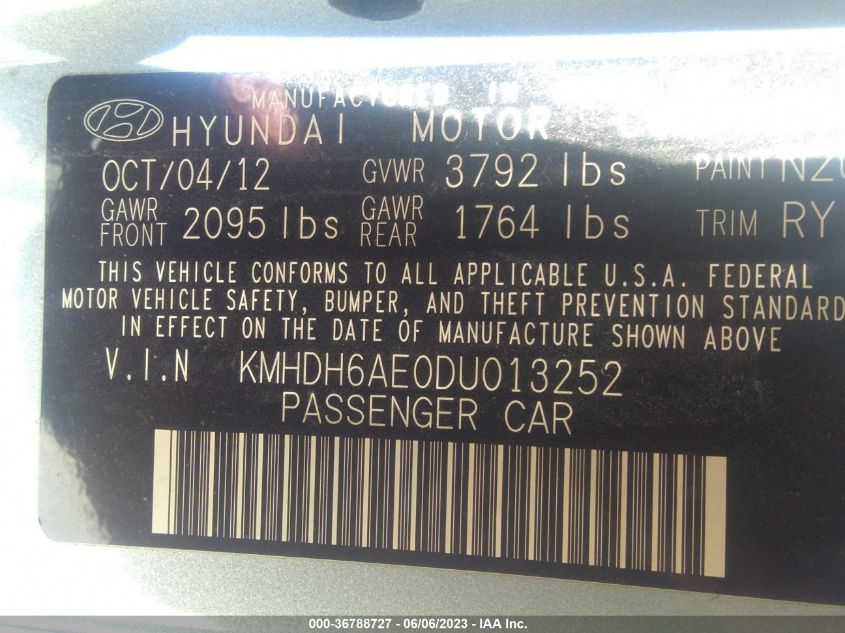 MANUFACTURED IN
HYUNDAI MOTOR
OCT/04/12 GVWR 3792 lbs PAINT
GAWR FRONT 2095 lbs GAWR REAR 1764 lbs TRIM RY
THIS VEHICLE CONFORMS TO ALL APPLICABLE U.S.A. FEDERAL
MOTOR VEHICLE SAFETY, BUMPER, AND THEFT PREVENTION STANDARD
IN EFFECT ON THE DATE OF MANUFACTURE SHOWN ABOVE
V.I.N KMHDH6AE0DU013252
PASSENGER CAR
000-36788727 - 06/06/2023 - IAA Inc.